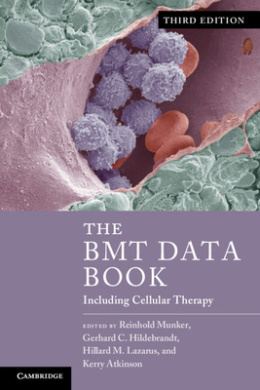 THIRD EDITION
THE
BMT DATA
BOOK
Including Cellular Therapy
EDITED BY Reinhold Munker,
Gerhard C. Hildebrandt,
Hillard M. Lazarus, and
Kerry Atkinson
CAMBRIDGE